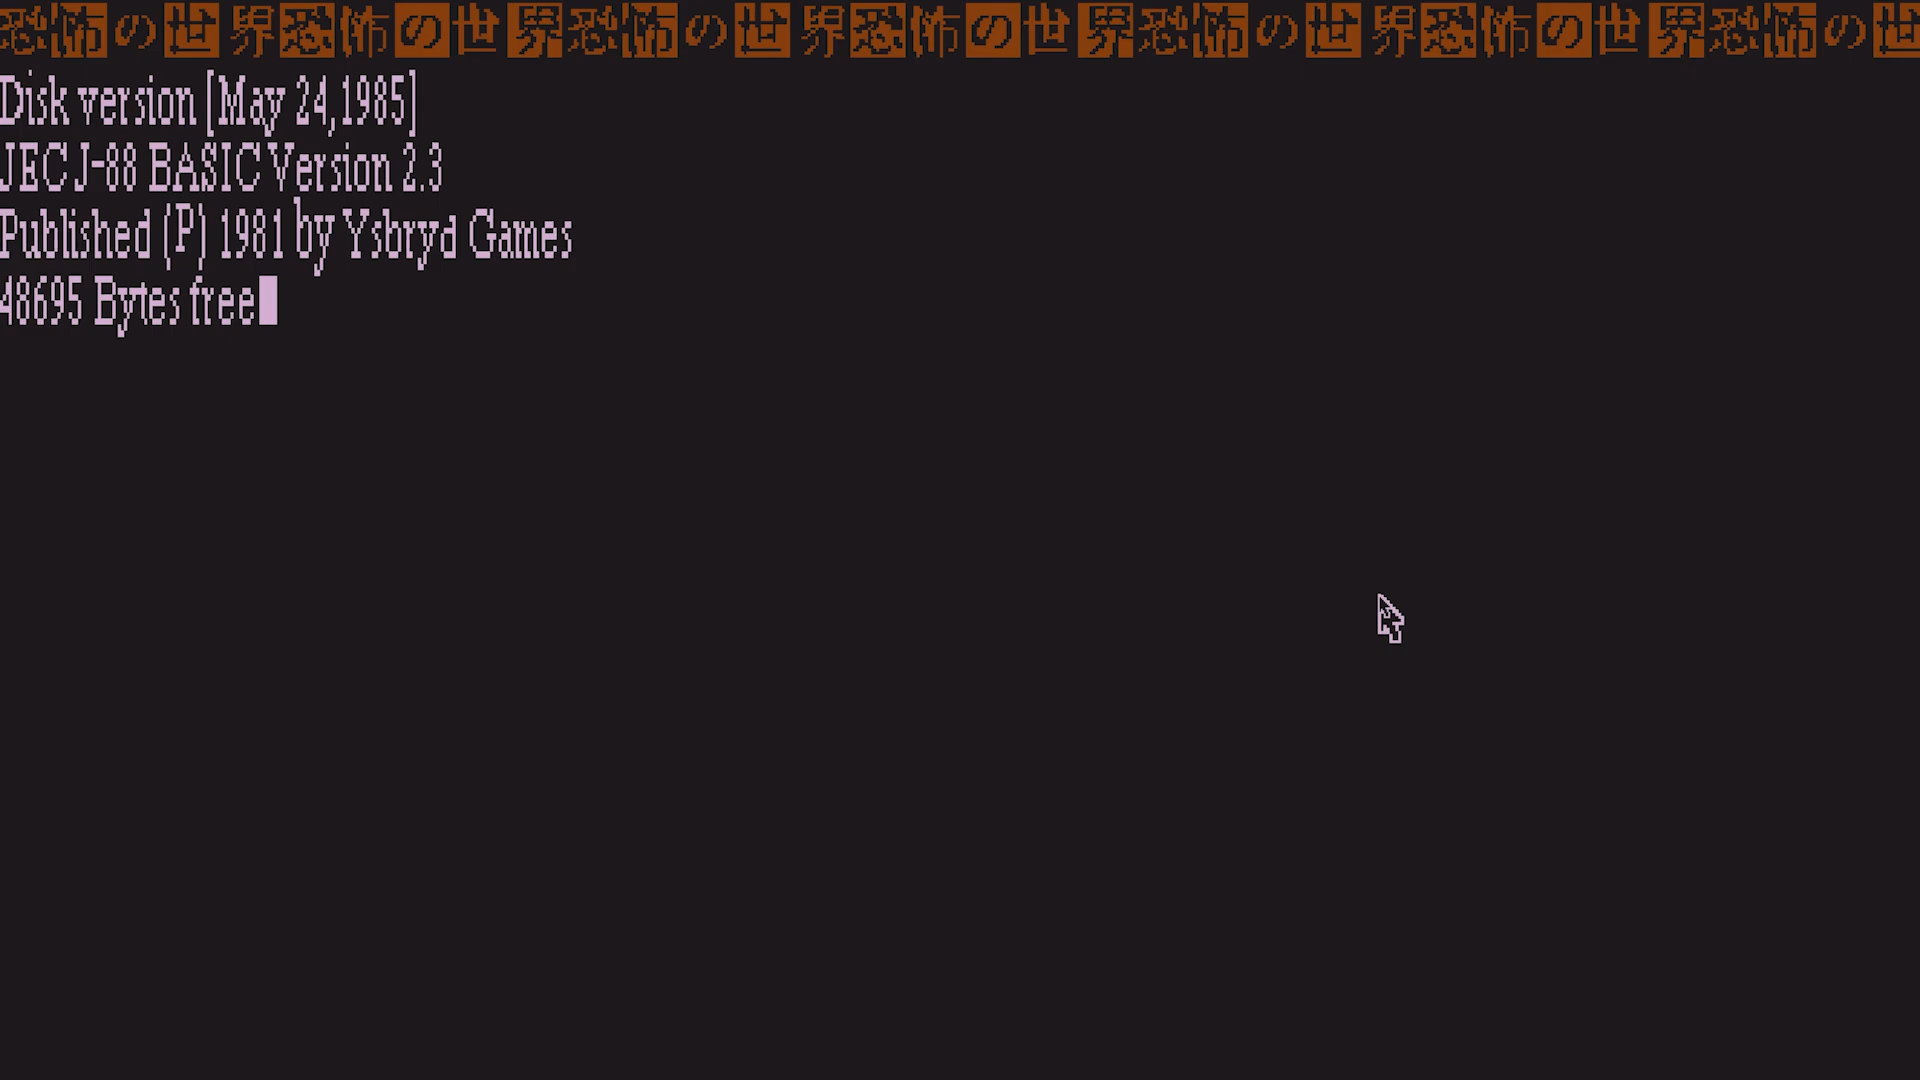 恐怖の世界恐怖の世界恐怖の世界恐怖の世界恐怖の世界恐怖の世界恐怖の世
Disk version [May 24,1985]
JEC J-88 BASIC Version 2.3
Published (P) 1981 by Ysbryd Games
48695 Bytes free